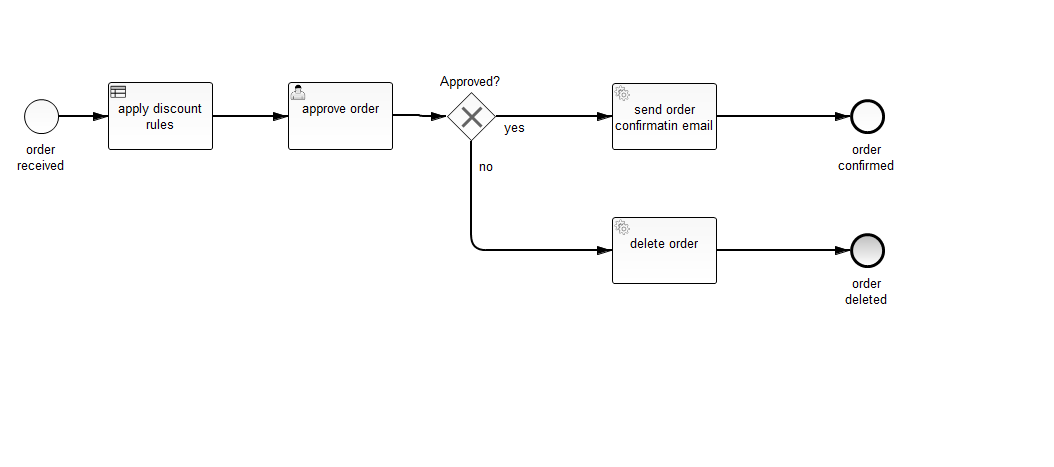 Approved?
order
received
apply discount
rules
approve order
yes
no
send order
confirmatin email
order
confirmed
delete order
order
deleted